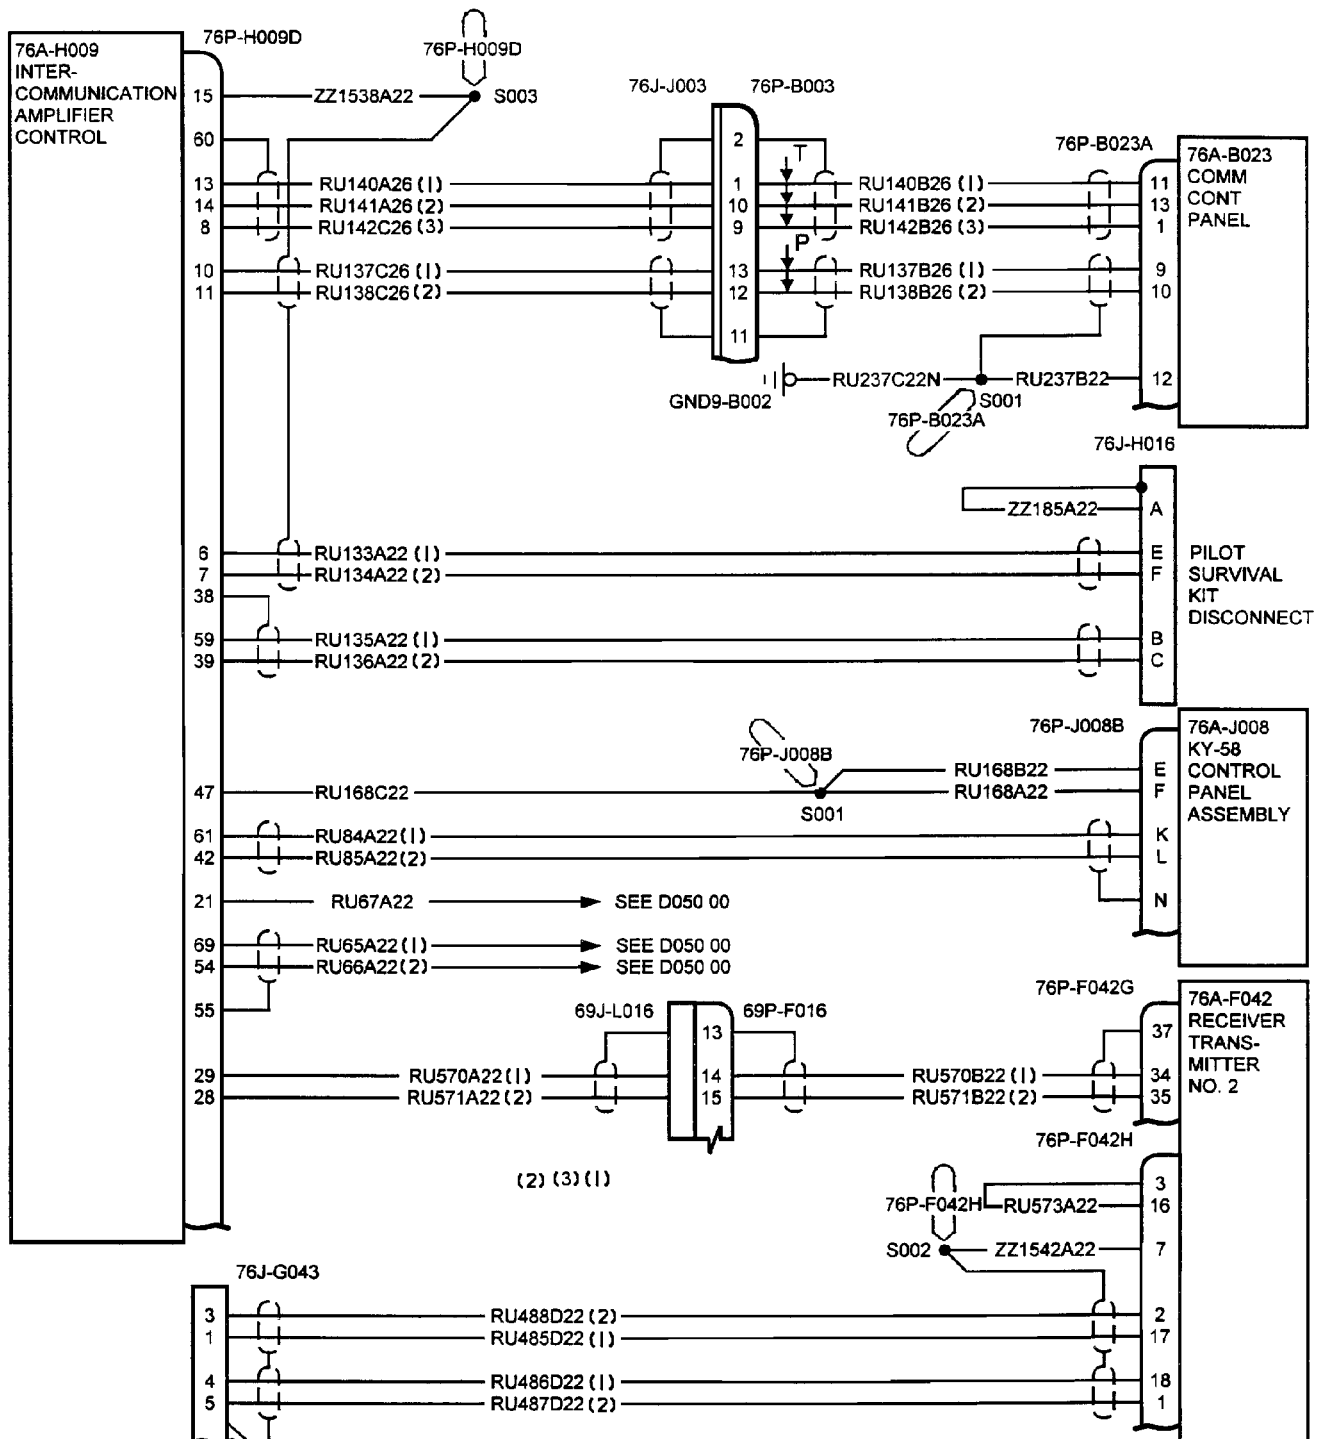 76A-H009
INTER-
COMMUNICATION
AMPLIFIER
CONTROL
76P-H009D
76P-H009D
15 ZZ1538A22 S003
76J-J003 76P-B003
60 2
T
76P-B023A
76A-B023
COMM
CONT
PANEL
13 RU140A26 (1) 1 RU140B26 (1) 11
14 RU141A26 (2) 10 RU141B26 (2) 13
8 RU142C26 (3) 9 RU142B26 (3) 1
P
10 RU137C26 (1) 13 RU137B26 (1) 9
11 RU138C26 (2) 12 RU138B26 (2) 10
11
GND9-B002 RU237C22N S001 RU237B22 12
76P-B023A
76J-H016
ZZ185A22 A
6 RU133A22 (1) E
7 RU134A22 (2) F
38
59 RU135A22 (1) B
39 RU136A22 (2) C
PILOT
SURVIVAL
KIT
DISCONNECT
76P-J008B
76P-J008B
76A-J008
KY-58
CONTROL
PANEL
ASSEMBLY
RU168B22 E
47 RU168C22 S001 RU168A22 F
61 RU84A22 (1) K
42 RU85A22 (2) L
21 RU67A22 SEE D050 00 N
69 RU65A22 (1) SEE D050 00
54 RU66A22 (2) SEE D050 00
55
69J-L016 69P-F016
76P-F042G
76A-F042
RECEIVER
TRANS-
MITTER
NO. 2
13 37
29 RU570A22 (1) 14 RU570B22 (1) 34
28 RU571A22 (2) 15 RU571B22 (2) 35
76P-F042H
(2) (3) (1)
3
76P-F042H RU573A22 16
S002 ZZ1542A22 7
76J-G043
3 RU488D22 (2) 2
1 RU485D22 (1) 17
4 RU486D22 (1) 18
5 RU487D22 (2) 1